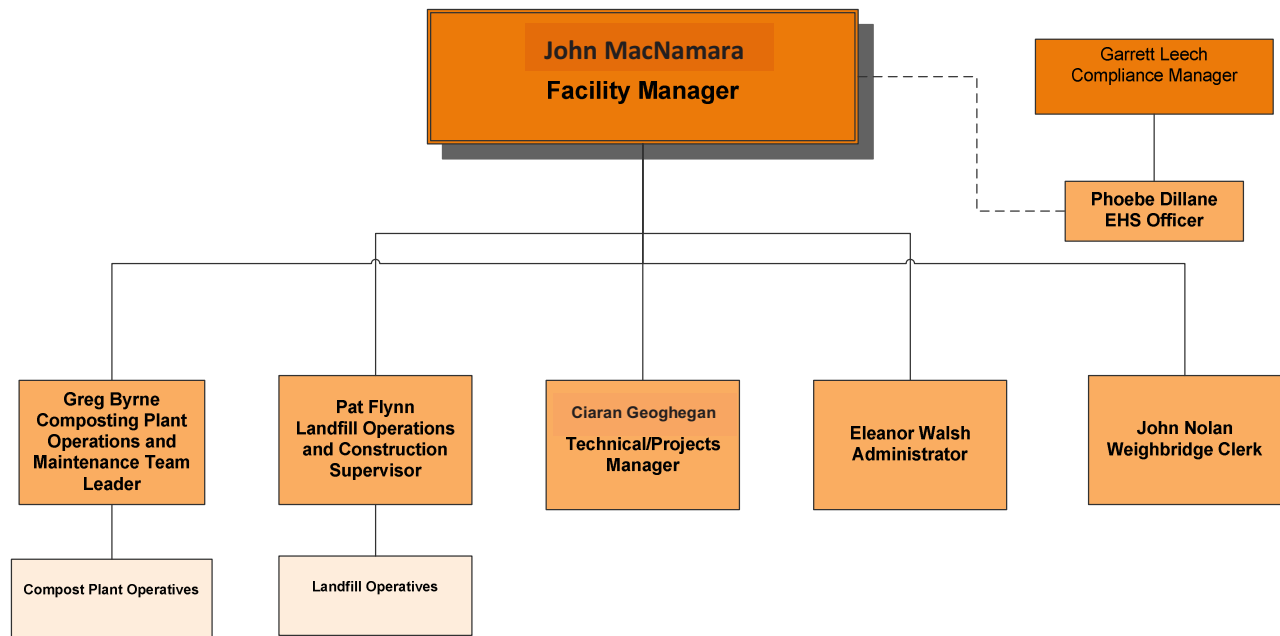 John MacNamara
Facility Manager
Garrett Leech
Compliance Manager
Phoebe Dillane
EHS Officer
Greg Byrne
Composting Plant
Operations and
Maintenance Team
Leader
Pat Flynn
Landfill Operations
and Construction
Supervisor
Ciaran Geoghegan
Technical/Projects
Manager
Eleanor Walsh
Administrator
John Nolan
Weighbridge Clerk
Compost Plant Operatives
Landfill Operatives